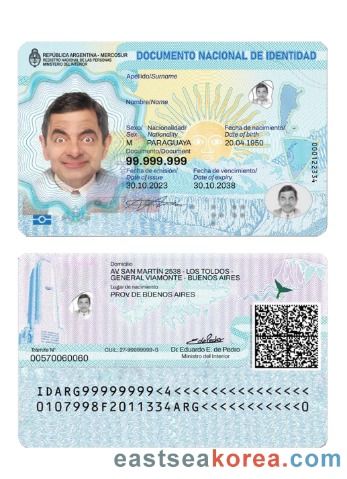 REPÚBLICA ARGENTINA - MERCOSUR
REGISTRO NACIONAL DE LAS PERSONAS
MINISTERIO DEL INTERIOR
DOCUMENTO NACIONAL DE IDENTIDAD
Apellido/Surname
Nombre/Name
Sexo/ Nacionalidad/ Fecha de nacimiento/
Sex Nationality Date of birth
M PARAGUAYA 20.04.1950
Documento/Document
99.999.999
Fecha de emisión/ Fecha de vencimiento/
Date of issue Date of expiry
30.10.2023 30.10.2038
000122334
Domicilio
AV. SAN MARTIN 2538 - LOS TOLDOS -
GENERAL VIAMONTE - BUENOS AIRES
Lugar de nacimiento
PROV DE BUENOS AIRES
Trámite N°
00570060060
CUIL: 27-99999999-0
Dr. Eduardo E. de Pedro
Ministro del Interior
IDARG99999999<4<<<<<<<<<<<<<<<
0107998F2011334ARG<<<<<<<<<<<0
eastseakorea.com